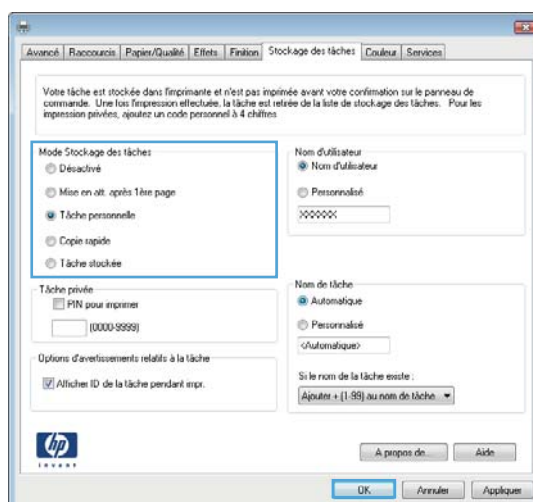 Avancé Raccourcis Papier/Qualité Effets Finition Stockage des tâches Couleur Services
Votre tâche est stockée dans l'imprimante et n'est pas imprimée avant votre confirmation sur le panneau de
commande. Une fois l'impression effectuée, la tâche est retirée de la liste de stockage des tâches. Pour les
impression privées, ajoutez un code personnel à 4 chiffres
Mode Stockage des tâches
Désactivé
Mise en att. après 1ère page
Tâche personnelle
Copie rapide
Tâche stockée
Tâche privée
PIN pour imprimer
(0000-9999)
Options d'avertissements relatifs à la tâche
Afficher ID de la tâche pendant impr.
Nom d'utilisateur
Nom d'utilisateur
Personnalisé
XXXXXX
Nom de tâche
Automatique
Personnalisé
<Automatique>
Si le nom de la tâche existe :
Ajouter + (1-99) au nom de tâche
hp
invent
A propos de...
Aide
OK
Annuler
Appliquer